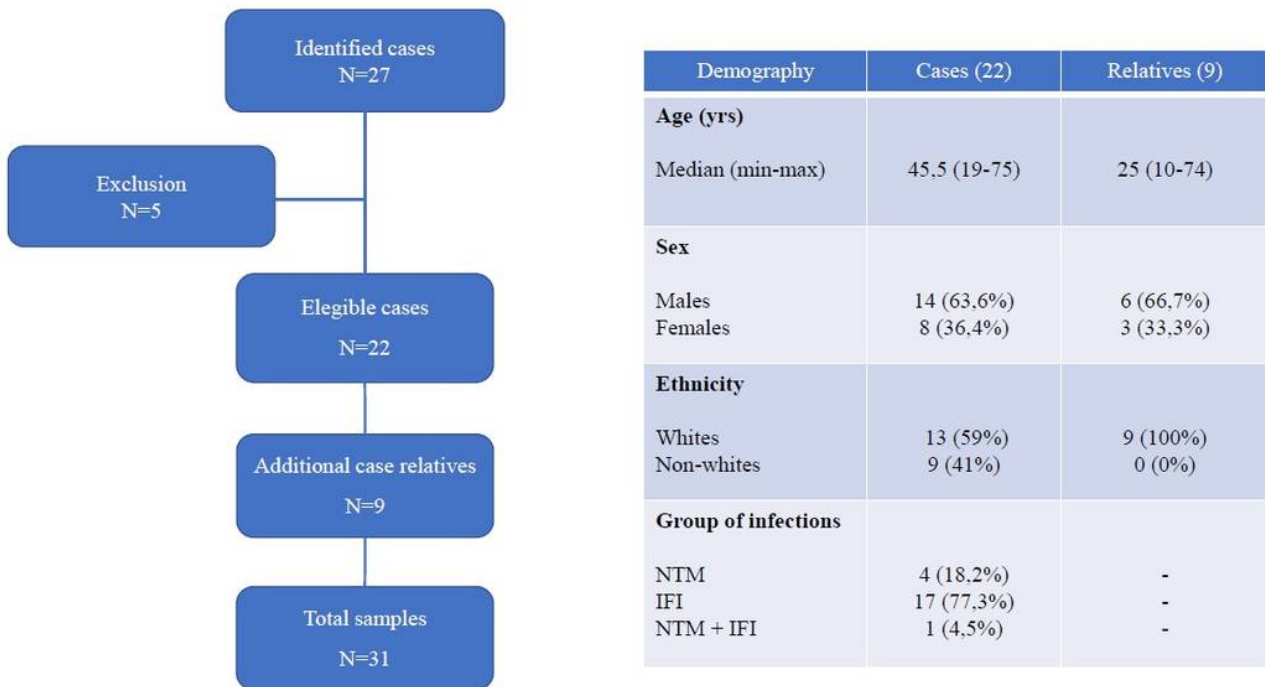 Identified cases
N=27
Exclusion
N=5
Elegible cases
N=22
Additional case relatives
N=9
Total samples
N=31
Demography Cases (22) Relatives (9)
Age (yrs)
Median (min-max) 45,5 (19-75) 25 (10-74)
Sex
Males 14 (63,6%) 6 (66,7%)
Females 8 (36,4%) 3 (33,3%)
Ethnicity
Whites 13 (59%) 9 (100%)
Non-whites 9 (41%) 0 (0%)
Group of infections
NTM 4 (18,2%) -
IFI 17 (77,3%) -
NTM + IFI 1 (4,5%) -